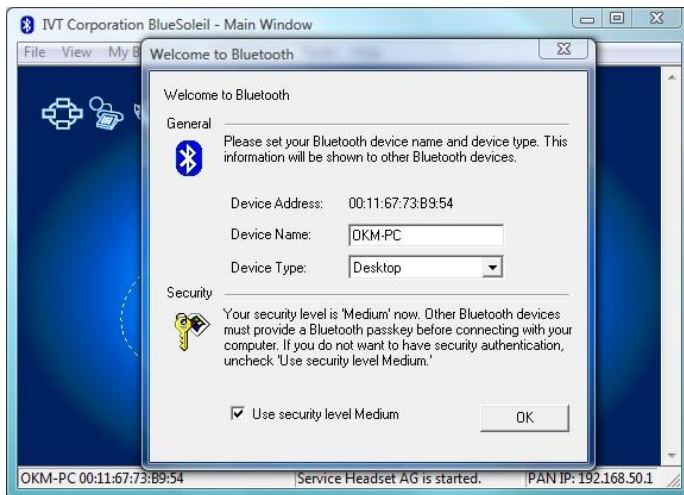 IVT Corporation BlueSoleil - Main Window
File View My B
Welcome to Bluetooth
Welcome to Bluetooth
General
Please set your Bluetooth device name and device type. This
information will be shown to other Bluetooth devices.
Device Address: 00:11:67:73:B9:54
Device Name: OKM-PC
Device Type: Desktop
Security
Your security level is 'Medium' now. Other Bluetooth devices
must provide a Bluetooth passkey before connecting with your
computer. If you do not want to have security authentication,
uncheck 'Use security level Medium.'
Use security level Medium
OK
OKM-PC 00:11:67:73:B9:54 Service Headset AG is started. PAN IP: 192.168.50.1